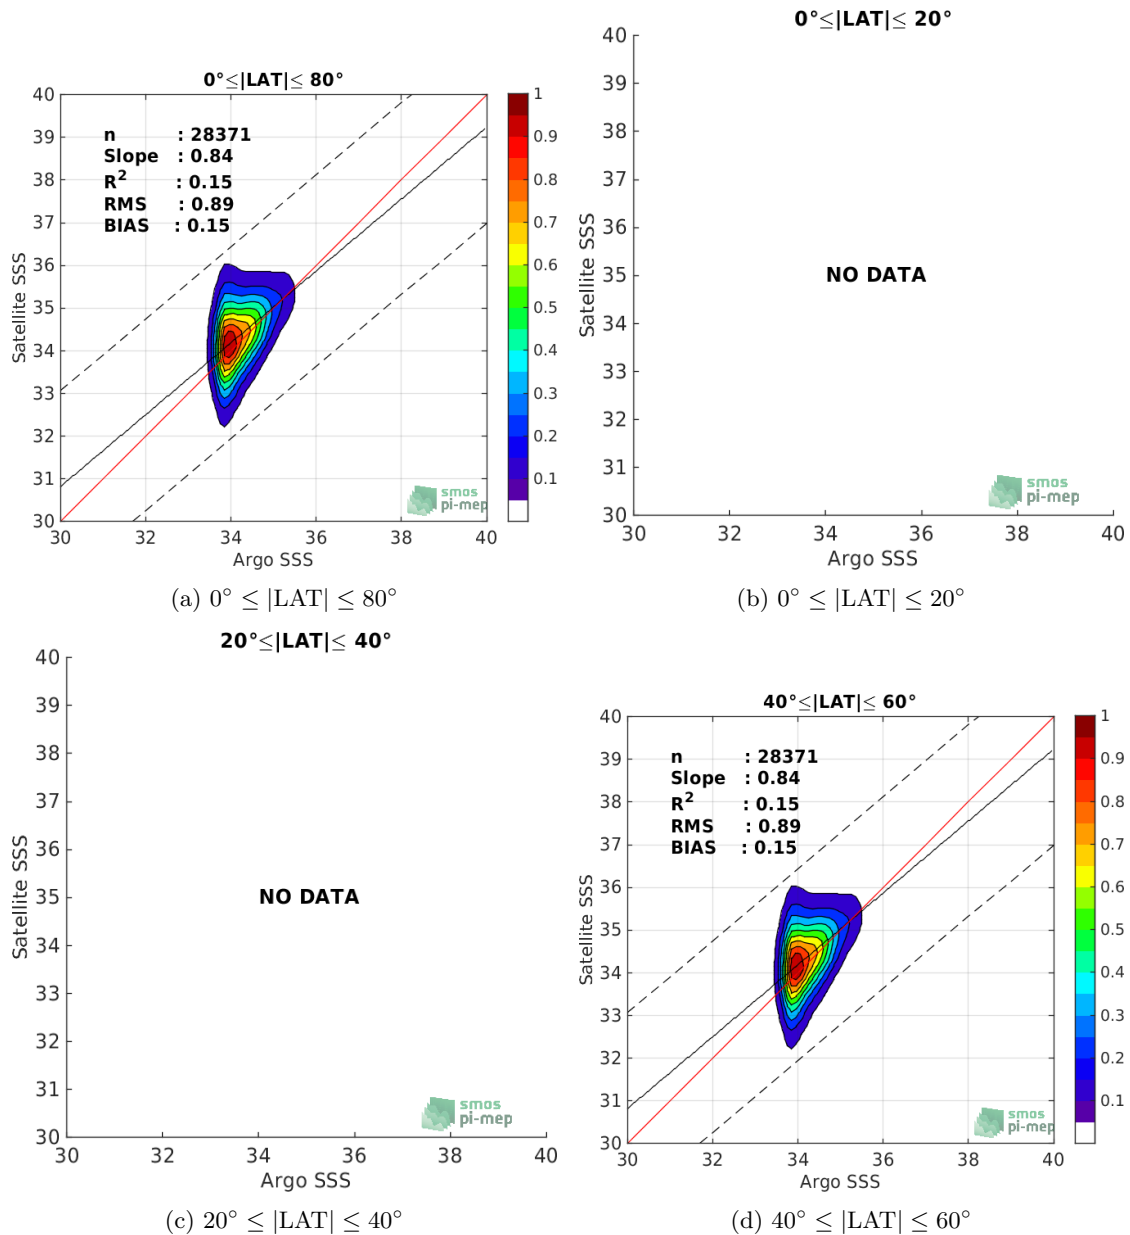 0°≤|LAT|≤ 80°
40
39
38
37
36
35
34
33
32
31
30
30 32 34 36 38 40
Satellite SSS
Argo SSS
n : 28371
Slope : 0.84
R² : 0.15
RMS : 0.89
BIAS : 0.15
1
0.9
0.8
0.7
0.6
0.5
0.4
0.3
0.2
0.1
smos
pi-mep
(a) 0° ≤ |LAT| ≤ 80°
0°≤|LAT|≤ 20°
40
39
38
37
36
35
34
33
32
31
30
30 32 34 36 38 40
Satellite SSS
Argo SSS
NO DATA
smos
pi-mep
(b) 0° ≤ |LAT| ≤ 20°
20°≤|LAT|≤ 40°
40
39
38
37
36
35
34
33
32
31
30
30 32 34 36 38 40
Satellite SSS
Argo SSS
NO DATA
smos
pi-mep
(c) 20° ≤ |LAT| ≤ 40°
40°≤|LAT|≤ 60°
40
39
38
37
36
35
34
33
32
31
30
30 32 34 36 38 40
Satellite SSS
Argo SSS
n : 28371
Slope : 0.84
R² : 0.15
RMS : 0.89
BIAS : 0.15
1
0.9
0.8
0.7
0.6
0.5
0.4
0.3
0.2
0.1
smos
pi-mep
(d) 40° ≤ |LAT| ≤ 60°